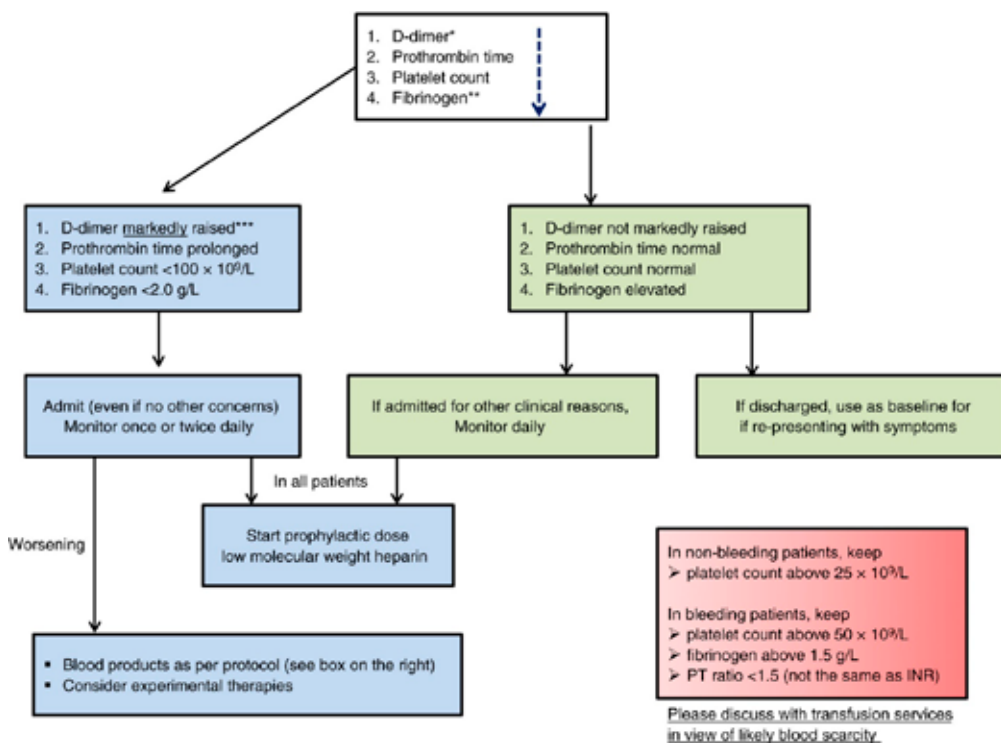 1. D-dimer*
2. Prothrombin time
3. Platelet count
4. Fibrinogen**
1. D-dimer markedly raised***
2. Prothrombin time prolonged
3. Platelet count <100 × 10⁹/L
4. Fibrinogen <2.0 g/L
1. D-dimer not markedly raised
2. Prothrombin time normal
3. Platelet count normal
4. Fibrinogen elevated
Admit (even if no other concerns)
Monitor once or twice daily
If admitted for other clinical reasons,
Monitor daily
If discharged, use as baseline for
if re-presenting with symptoms
In all patients
Worsening
Start prophylactic dose
low molecular weight heparin
▪ Blood products as per protocol (see box on the right)
▪ Consider experimental therapies
In non-bleeding patients, keep
➢ platelet count above 25 × 10⁹/L
In bleeding patients, keep
➢ platelet count above 50 × 10⁹/L
➢ fibrinogen above 1.5 g/L
➢ PT ratio <1.5 (not the same as INR)
Please discuss with transfusion services
in view of likely blood scarcity